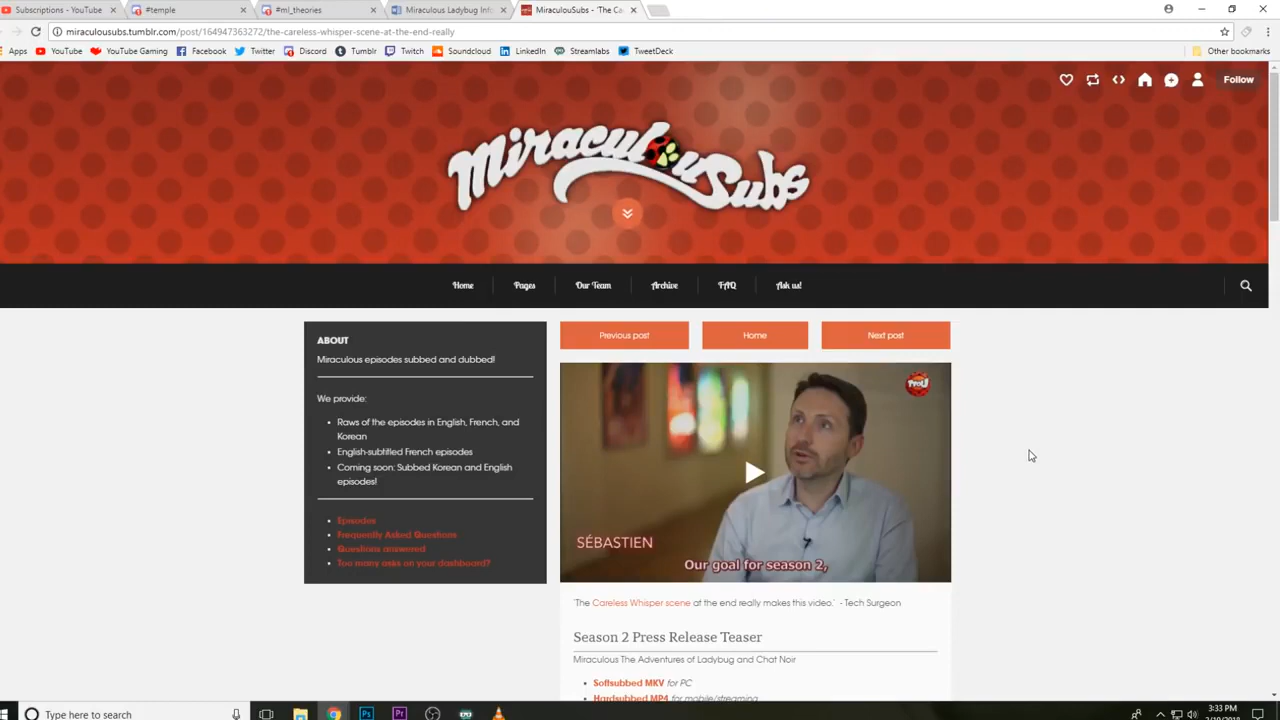 Subscriptions - YouTube
#temple
#ml_theories
Miraculous Ladybug Inf
MiraculouSubs - 'The Ca
miraculousubs.tumblr.com/post/164947363272/the-careless-whisper-scene-at-the-end-really
Apps YouTube YouTube Gaming Facebook Twitter Discord Tumblr Twitch Soundcloud LinkedIn Streamlabs TweetDeck Other bookmarks
Follow
MiraculouSubs
Home Pages Our Team Archive FAQ Ask us!
ABOUT
Miraculous episodes subbed and dubbed!
We provide:
Raws of the episodes in English, French, and
Korean
English-subtitled French episodes
Coming soon: Subbed Korean and English
episodes!
Episodes
Frequently Asked Questions
Questions answered
Too many asks on your dashboard?
Previous post Home Next post
TFOU
SÉBASTIEN
Our goal for season 2,
'The Careless Whisper scene at the end really makes this video.' - Tech Surgeon
Season 2 Press Release Teaser
Miraculous The Adventures of Ladybug and Chat Noir
Softsubbed MKV for PC
Hardsubbed MP4 for mobile/streaming
Type here to search
3:33 PM